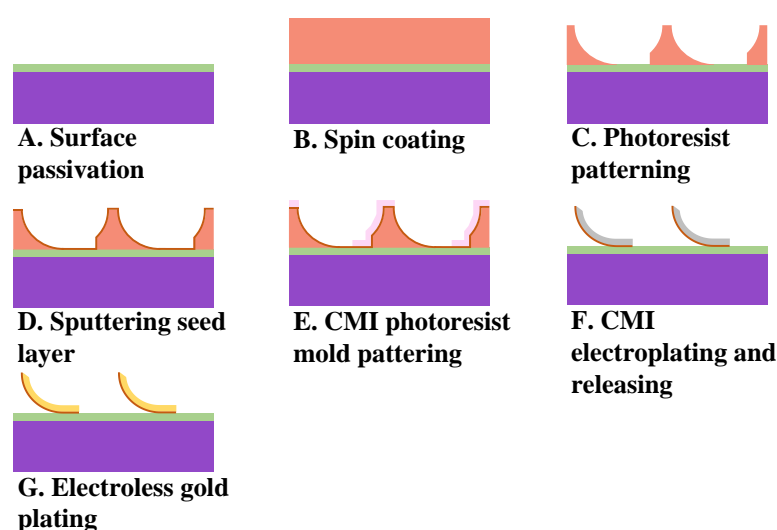 A. Surface
passivation
B. Spin coating
C. Photoresist
patterning
D. Sputtering seed
layer
E. CMI photoresist
mold pattering
F. CMI
electroplating and
releasing
G. Electroless gold
plating